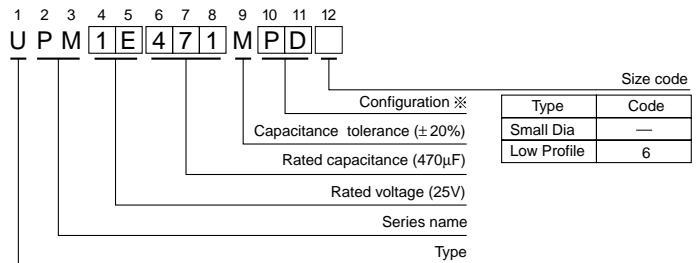 1 2 3 4 5 6 7 8 9 10 11 12
U P M 1 E 4 7 1 M P D
Size code
Type Code
Small Dia —
Low Profile 6
Configuration ※
Capacitance tolerance (±20%)
Rated capacitance (470µF)
Rated voltage (25V)
Series name
Type